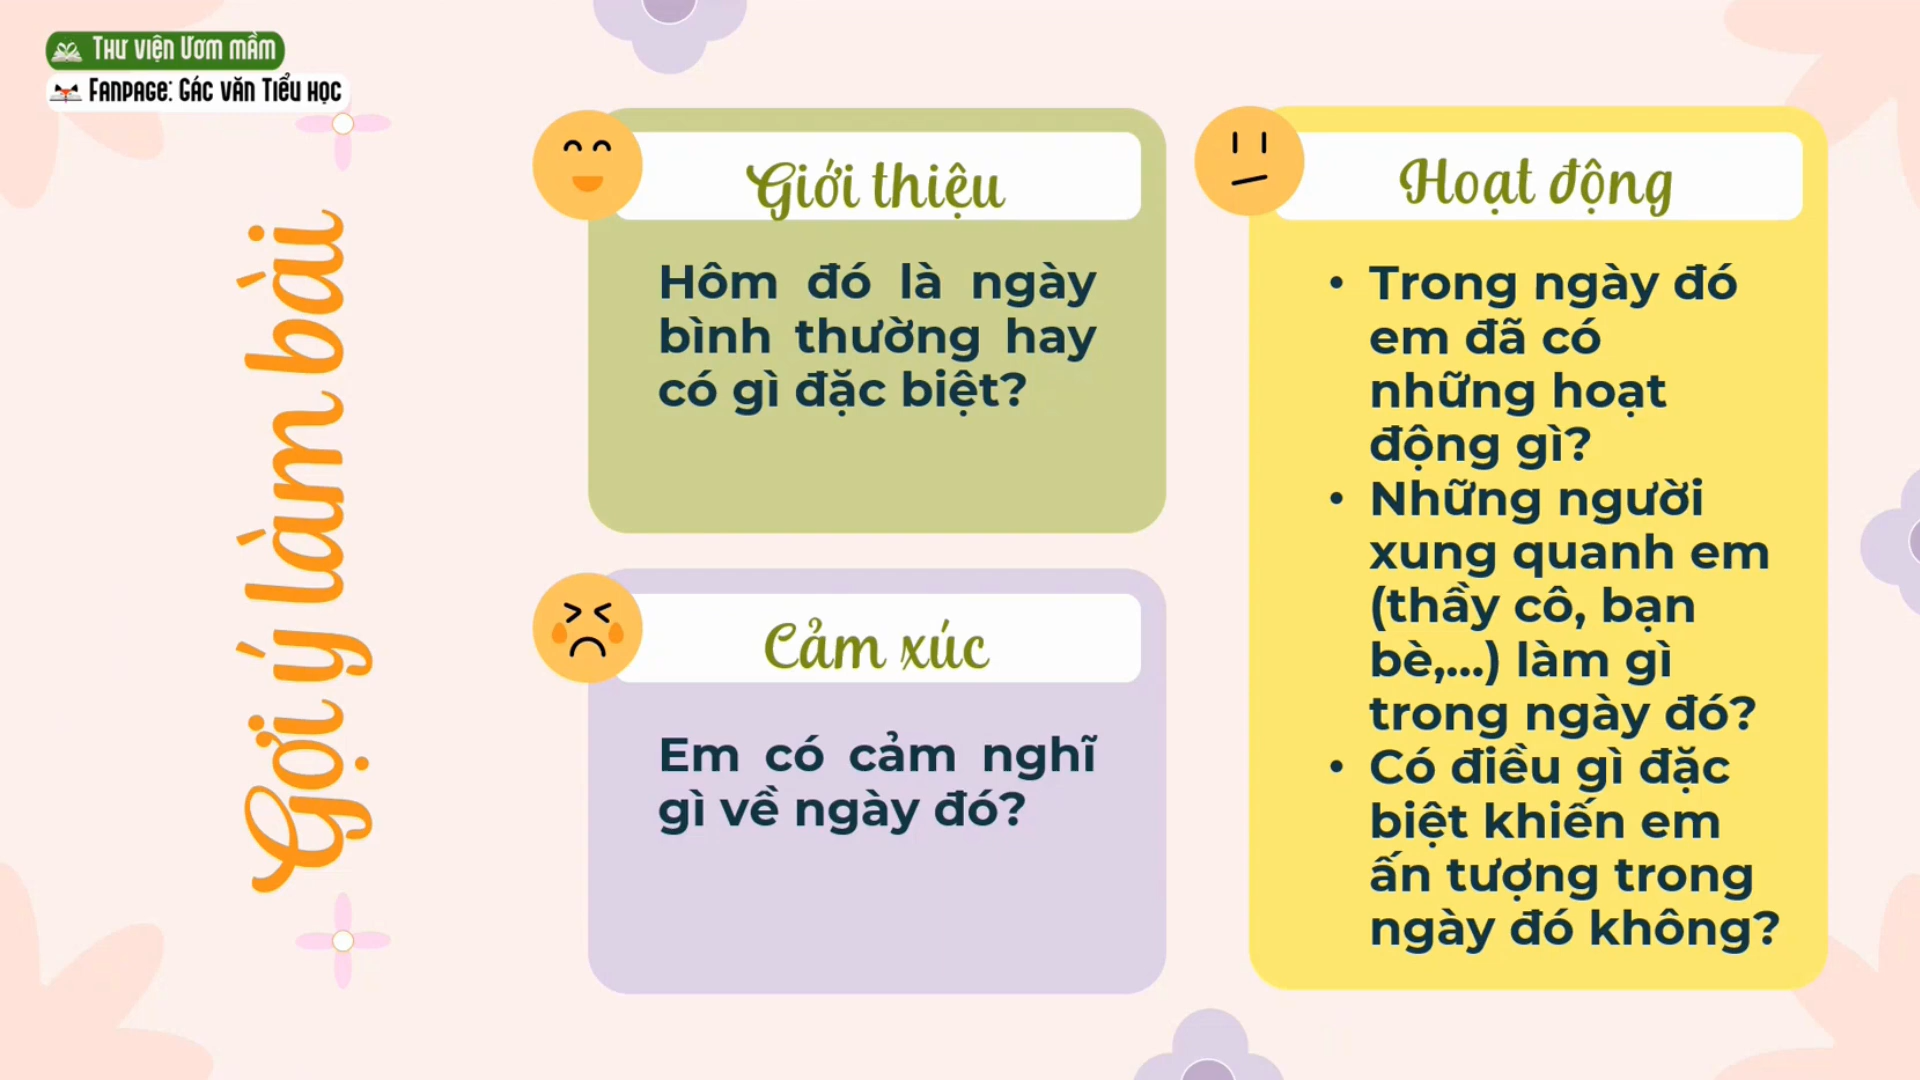 Thư viện Ươm mầm
Fanpage: Gác văn Tiểu học
Gợi ý làm bài
Giới thiệu
Hôm đó là ngày
bình thường hay
có gì đặc biệt?
Cảm xúc
Em có cảm nghĩ
gì về ngày đó?
Hoạt động
• Trong ngày đó
em đã có
những hoạt
động gì?
• Những người
xung quanh em
(thầy cô, bạn
bè,...) làm gì
trong ngày đó?
• Có điều gì đặc
biệt khiến em
ấn tượng trong
ngày đó không?